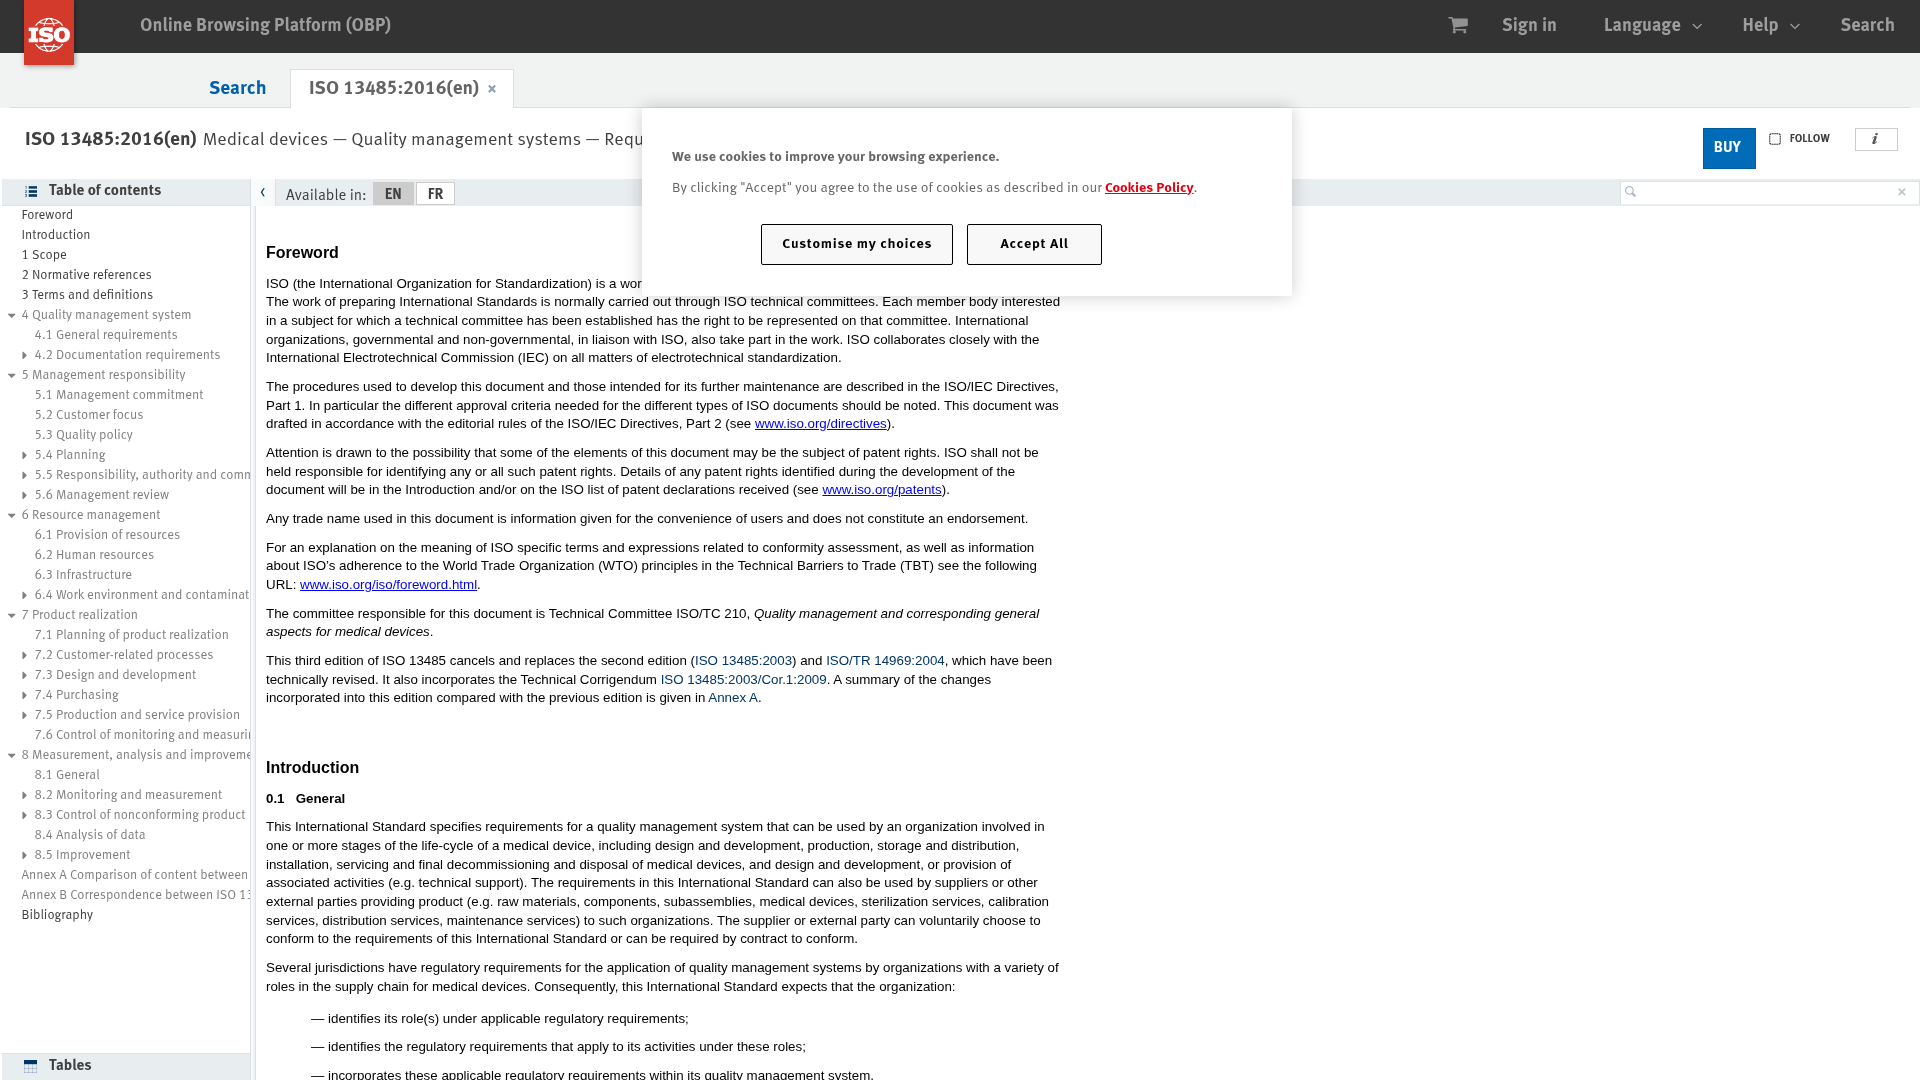 ISO
Online Browsing Platform (OBP)
Sign in
Language
Help
Search
Search
ISO 13485:2016(en) ×
ISO 13485:2016(en) Medical devices — Quality management systems —
BUY
FOLLOW
i
We use cookies to improve your browsing experience.
By clicking "Accept" you agree to the use of cookies as described in our Cookies Policy.
Customise my choices
Accept All
Table of contents
Available in:
EN
FR
Foreword
Introduction
1 Scope
2 Normative references
3 Terms and definitions
4 Quality management system
4.1 General requirements
4.2 Documentation requirements
5 Management responsibility
5.1 Management commitment
5.2 Customer focus
5.3 Quality policy
5.4 Planning
5.5 Responsibility, authority and
5.6 Management review
6 Resource management
6.1 Provision of resources
6.2 Human resources
6.3 Infrastructure
6.4 Work environment and
7 Product realization
7.1 Planning of product realization
7.2 Customer-related processes
7.3 Design and development
7.4 Purchasing
7.5 Production and service provision
7.6 Control of monitoring and
8 Measurement, analysis and
8.1 General
8.2 Monitoring and measurement
8.3 Control of nonconforming product
8.4 Analysis of data
8.5 Improvement
Annex A Comparison of content between
Annex B Correspondence between ISO
Bibliography
Tables
Foreword
ISO (the International Organization for Standardization) is a
The work of preparing International Standards is normally carried out through ISO technical committees. Each member body interested
in a subject for which a technical committee has been established has the right to be represented on that committee. International
organizations, governmental and non-governmental, in liaison with ISO, also take part in the work. ISO collaborates closely with the
International Electrotechnical Commission (IEC) on all matters of electrotechnical standardization.
The procedures used to develop this document and those intended for its further maintenance are described in the ISO/IEC Directives,
Part 1. In particular the different approval criteria needed for the different types of ISO documents should be noted. This document was
drafted in accordance with the editorial rules of the ISO/IEC Directives, Part 2 (see www.iso.org/directives).
Attention is drawn to the possibility that some of the elements of this document may be the subject of patent rights. ISO shall not be
held responsible for identifying any or all such patent rights. Details of any patent rights identified during the development of the
document will be in the Introduction and/or on the ISO list of patent declarations received (see www.iso.org/patents).
Any trade name used in this document is information given for the convenience of users and does not constitute an endorsement.
For an explanation on the meaning of ISO specific terms and expressions related to conformity assessment, as well as information
about ISO’s adherence to the World Trade Organization (WTO) principles in the Technical Barriers to Trade (TBT) see the following
URL: www.iso.org/iso/foreword.html.
The committee responsible for this document is Technical Committee ISO/TC 210, Quality management and corresponding general
aspects for medical devices.
This third edition of ISO 13485 cancels and replaces the second edition (ISO 13485:2003) and ISO/TR 14969:2004, which have been
technically revised. It also incorporates the Technical Corrigendum ISO 13485:2003/Cor.1:2009. A summary of the changes
incorporated into this edition compared with the previous edition is given in Annex A.
Introduction
0.1 General
This International Standard specifies requirements for a quality management system that can be used by an organization involved in
one or more stages of the life-cycle of a medical device, including design and development, production, storage and distribution,
installation, servicing and final decommissioning and disposal of medical devices, and design and development, or provision of
associated activities (e.g. technical support). The requirements in this International Standard can also be used by suppliers or other
external parties providing product (e.g. raw materials, components, subassemblies, medical devices, sterilization services, calibration
services, distribution services, maintenance services) to such organizations. The supplier or external party can voluntarily choose to
conform to the requirements of this International Standard or can be required by contract to conform.
Several jurisdictions have regulatory requirements for the application of quality management systems by organizations with a variety of
roles in the supply chain for medical devices. Consequently, this International Standard expects that the organization:
— identifies its role(s) under applicable regulatory requirements;
— identifies the regulatory requirements that apply to its activities under these roles;
— incorporates these applicable regulatory requirements within its quality management system.